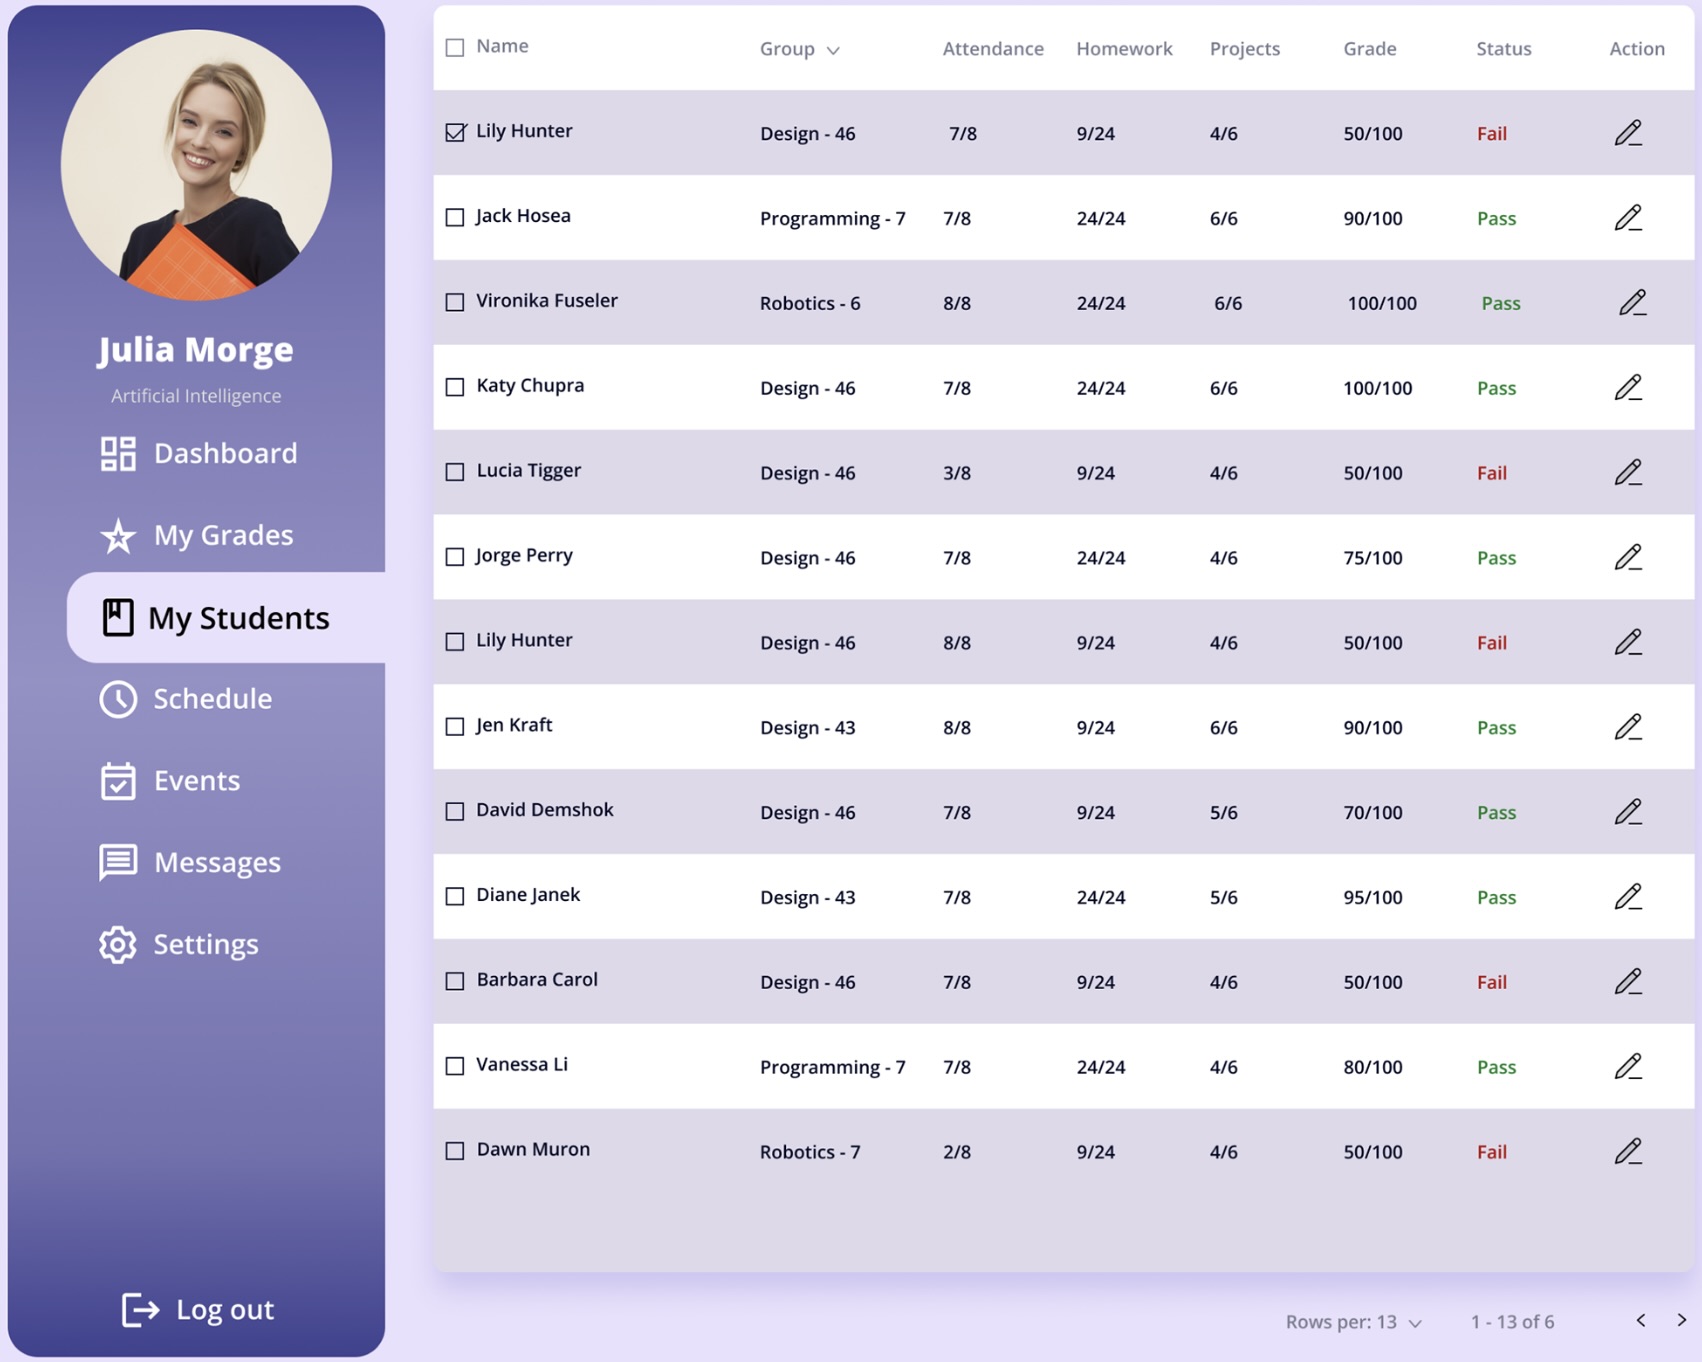 Julia Morge
Artificial Intelligence
Dashboard
My Grades
My Students
Schedule
Events
Messages
Settings
Log out
Name Group Attendance Homework Projects Grade Status Action
Lily Hunter Design - 46 7/8 9/24 4/6 50/100 Fail
Jack Hosea Programming - 7 7/8 24/24 6/6 90/100 Pass
Vironika Fuseler Robotics - 6 8/8 24/24 6/6 100/100 Pass
Katy Chupra Design - 46 7/8 24/24 6/6 100/100 Pass
Lucia Tigger Design - 46 3/8 9/24 4/6 50/100 Fail
Jorge Perry Design - 46 7/8 24/24 4/6 75/100 Pass
Lily Hunter Design - 46 8/8 9/24 4/6 50/100 Fail
Jen Kraft Design - 43 8/8 9/24 6/6 90/100 Pass
David Demshok Design - 46 7/8 9/24 5/6 70/100 Pass
Diane Janek Design - 43 7/8 24/24 5/6 95/100 Pass
Barbara Carol Design - 46 7/8 9/24 4/6 50/100 Fail
Vanessa Li Programming - 7 7/8 24/24 4/6 80/100 Pass
Dawn Muron Robotics - 7 2/8 9/24 4/6 50/100 Fail
Rows per: 13 1 - 13 of 6